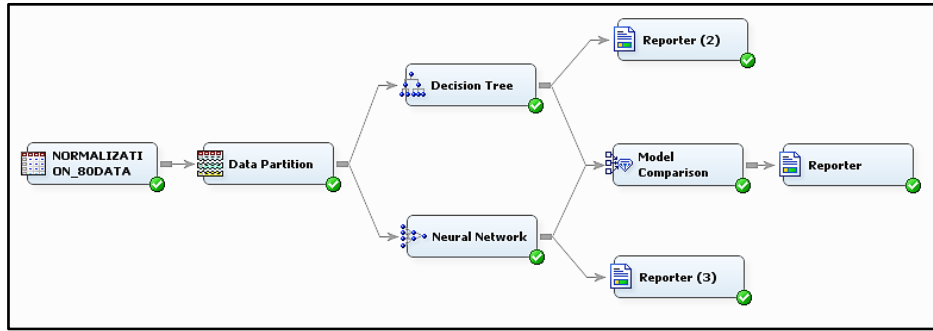 Reporter (2)
Decision Tree
NORMALIZATI
ON_80DATA
Data Partition
Model
Comparison
Reporter
Neural Network
Reporter (3)